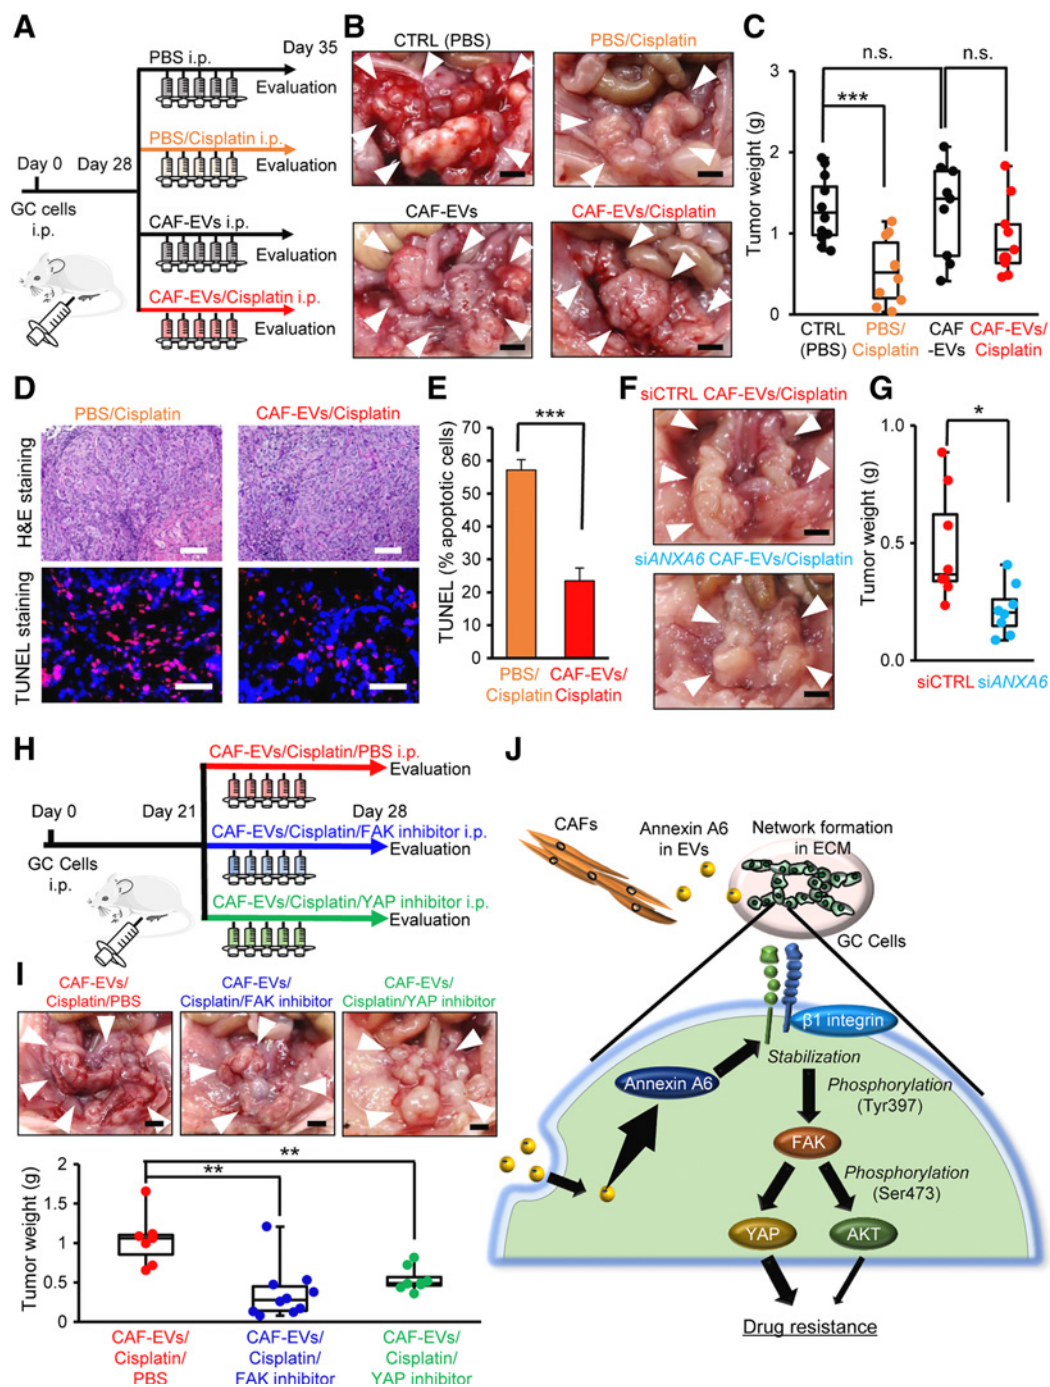 A
Day 35
PBS i.p.
Evaluation
PBS/Cisplatin i.p.
Evaluation
Day 0
Day 28
GC cells
i.p.
CAF-EVs i.p.
Evaluation
CAF-EVs/Cisplatin i.p.
Evaluation
B
CTRL (PBS)
PBS/Cisplatin
CAF-EVs
CAF-EVs/Cisplatin
C
n.s.
n.s.
***
Tumor weight (g)
3
2
1
0
CTRL
(PBS)
PBS/
Cisplatin
CAF
-EVs
CAF-EVs/
Cisplatin
D
PBS/Cisplatin
CAF-EVs/Cisplatin
H&E staining
TUNEL staining
E
***
TUNEL (% apoptotic cells)
70
60
50
40
30
20
10
0
PBS/
Cisplatin
CAF-EVs/
Cisplatin
F
siCTRL CAF-EVs/Cisplatin
siANXA6 CAF-EVs/Cisplatin
G
*
Tumor weight (g)
1.0
0.5
0.0
siCTRL
siANXA6
H
CAF-EVs/Cisplatin/PBS i.p.
Evaluation
Day 0
Day 21
Day 28
CAF-EVs/Cisplatin/FAK inhibitor i.p.
Evaluation
GC Cells
i.p.
CAF-EVs/Cisplatin/YAP inhibitor i.p.
Evaluation
I
CAF-EVs/
Cisplatin/PBS
CAF-EVs/
Cisplatin/FAK inhibitor
CAF-EVs/
Cisplatin/YAP inhibitor
**
**
Tumor weight (g)
2
1
0.5
0
CAF-EVs/
Cisplatin/
PBS
CAF-EVs/
Cisplatin/
FAK inhibitor
CAF-EVs/
Cisplatin/
YAP inhibitor
J
CAFs
Annexin A6
in EVs
Network formation
in ECM
GC Cells
β1 integrin
Stabilization
Annexin A6
Phosphorylation
(Tyr397)
FAK
Phosphorylation
(Ser473)
YAP
AKT
Drug resistance